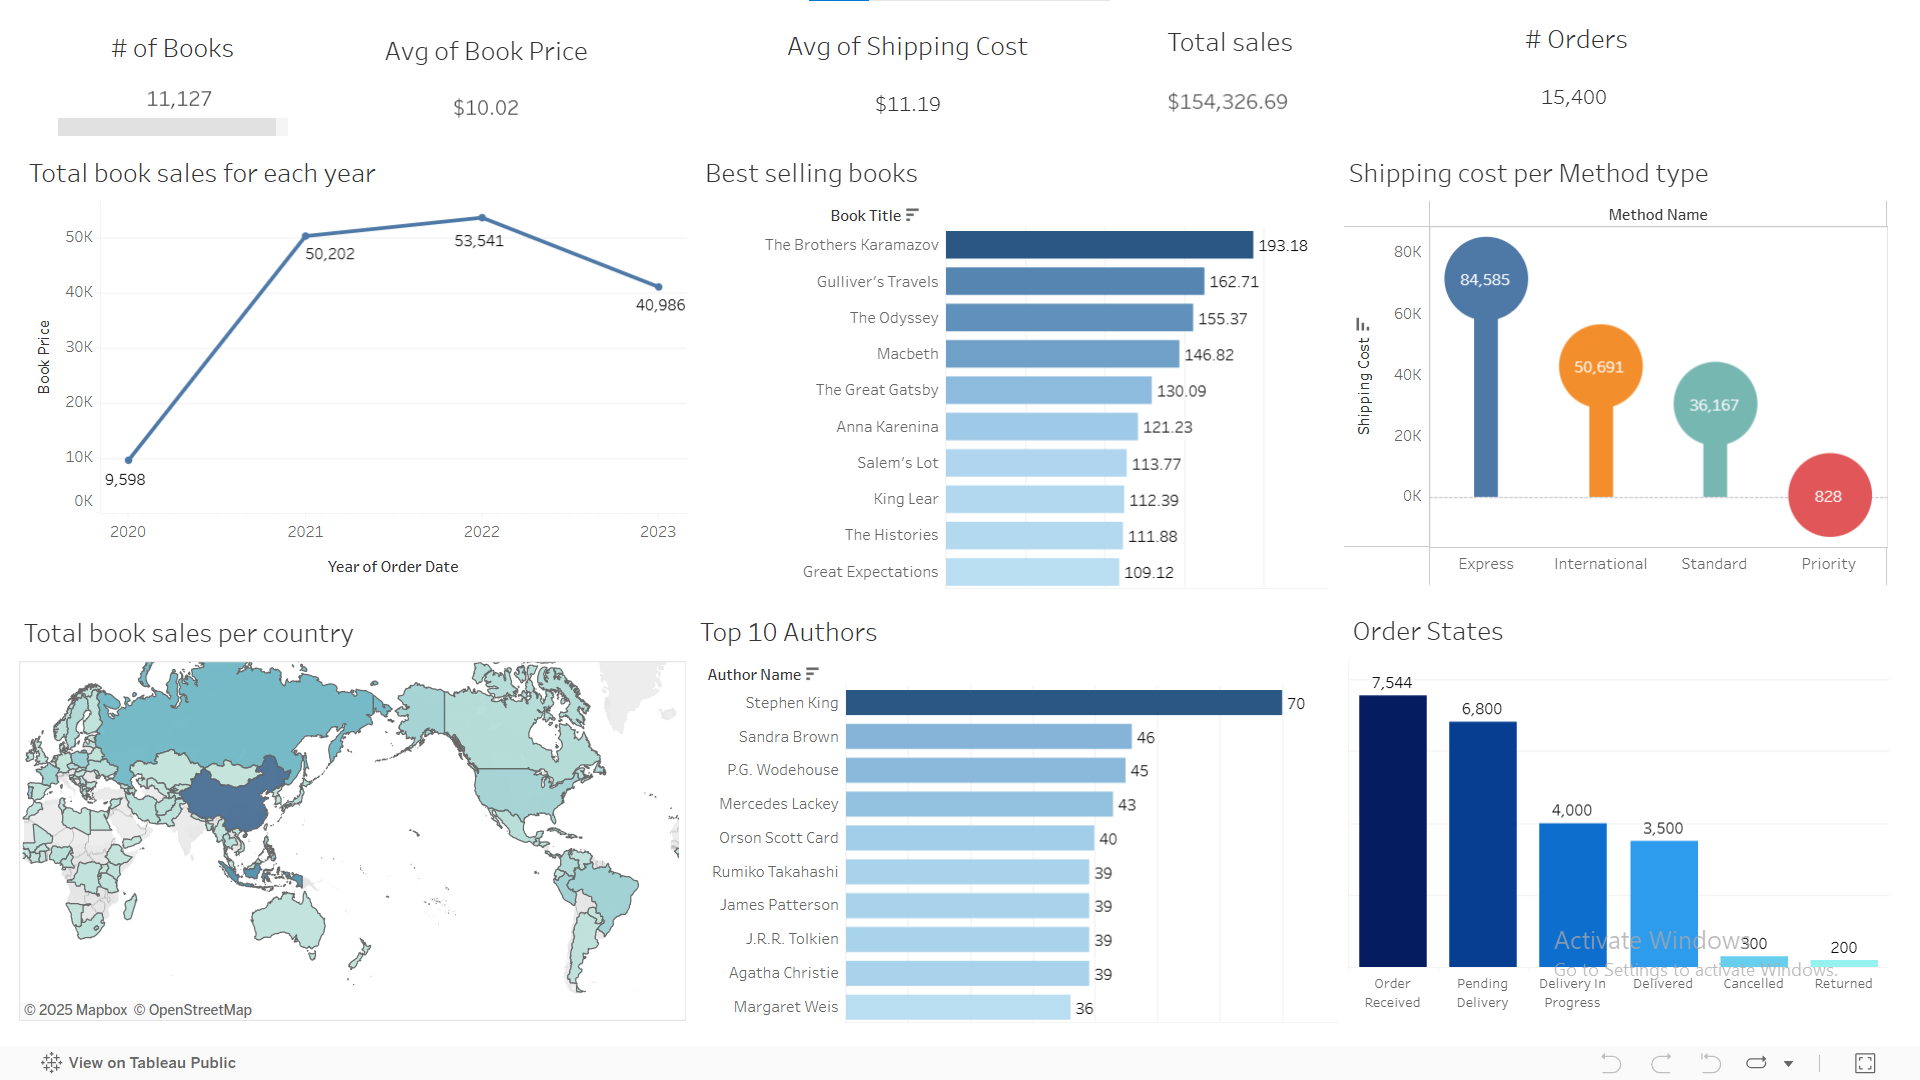 # of Books
11,127
Avg of Book Price
$10.02
Avg of Shipping Cost
$11.19
Total sales
$154,326.69
# Orders
15,400
Total book sales for each year
Book Price
50K
40K
30K
20K
10K
0K
9,598
50,202
53,541
40,986
2020 2021 2022 2023
Year of Order Date
Best selling books
Book Title
The Brothers Karamazov 193.18
Gulliver's Travels 162.71
The Odyssey 155.37
Macbeth 146.82
The Great Gatsby 130.09
Anna Karenina 121.23
Salem's Lot 113.77
King Lear 112.39
The Histories 111.88
Great Expectations 109.12
Shipping cost per Method type
Method Name
Shipping Cost
80K
60K
40K
20K
0K
84,585
50,691
36,167
828
Express International Standard Priority
Total book sales per country
© 2025 Mapbox © OpenStreetMap
Top 10 Authors
Author Name
Stephen King 70
Sandra Brown 46
P.G. Wodehouse 45
Mercedes Lackey 43
Orson Scott Card 40
Rumiko Takahashi 39
James Patterson 39
J.R.R. Tolkien 39
Agatha Christie 39
Margaret Weis 36
Order States
7,544
6,800
4,000
3,500
300
200
Order Received
Pending Delivery
Delivery In Progress
Delivered
Cancelled
Returned
Activate Windows
Go to Settings to activate Windows.
View on Tableau Public